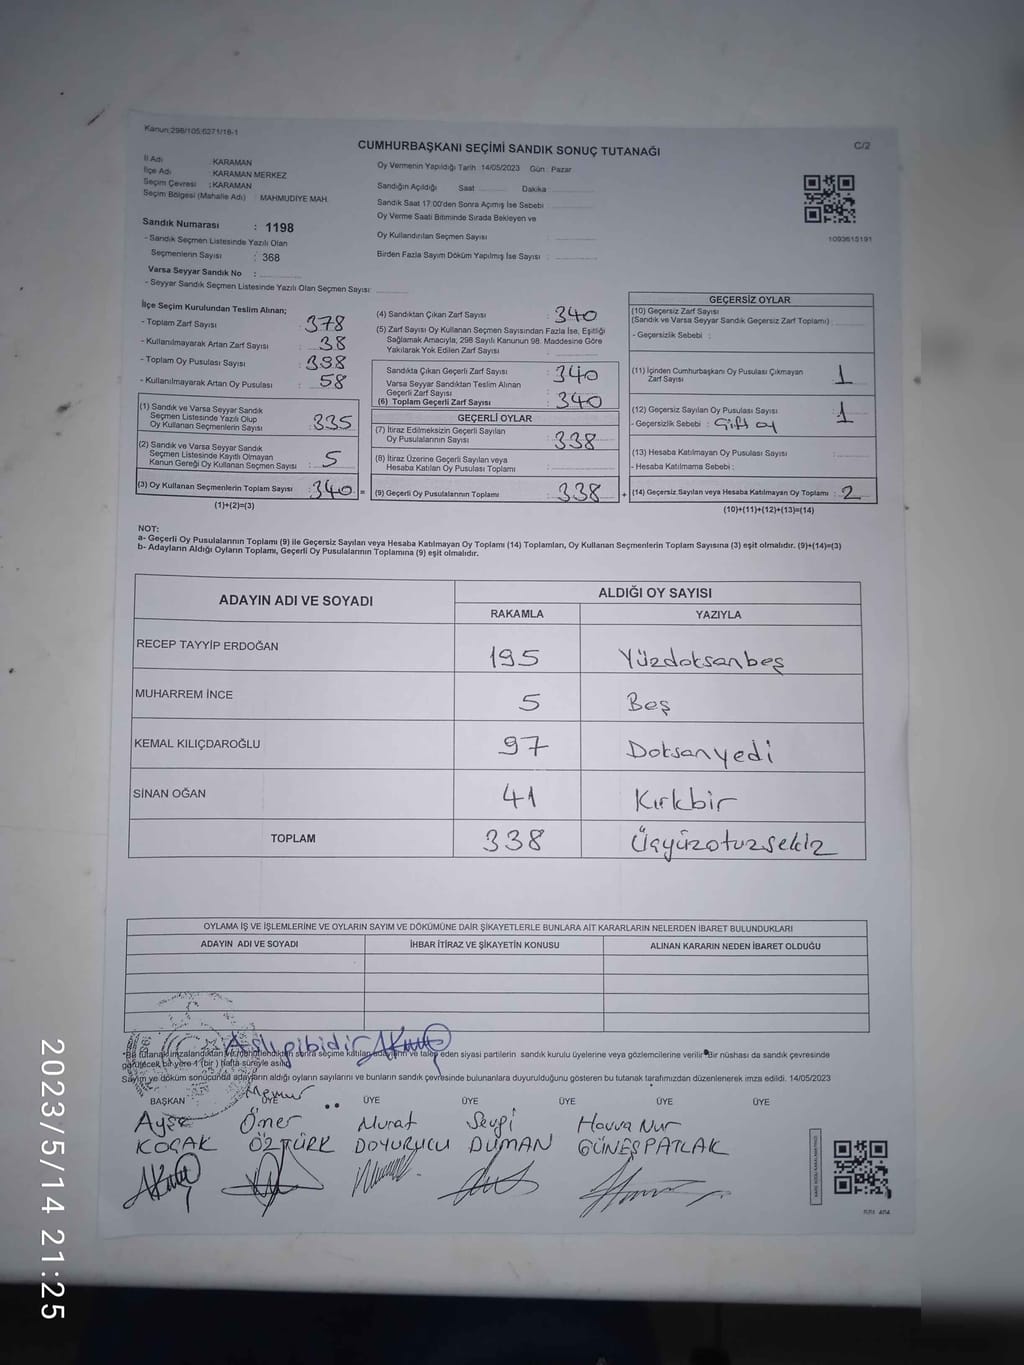 Kanun:298/105;6271/16-1
C/2
CUMHURBAŞKANI SEÇİMİ SANDIK SONUÇ TUTANAĞI
İl Adı KARAMAN
İlçe Adı KARAMAN MERKEZ
Seçim Çevresi : KARAMAN
Seçim Bölgesi (Mahalle Adı) MAHMUDİYE MAH.
Sandık Numarası : 1198
- Sandık Seçmen Listesinde Yazılı Olan
Seçmenlerin Sayısı : 368
Varsa Seyyar Sandık No :
- Seyyar Sandık Seçmen Listesinde Yazılı Olan Seçmen Sayısı:
Oy Vermenin Yapıldığı Tarih 14/05/2023 Gün : Pazar
Sandığın Açıldığı Saat Dakika
Sandık Saat 17:00'den Sonra Açılmış İse Sebebi
Oy Verme Saati Bitiminde Sırada Bekleyen ve
Oy Kullandırılan Seçmen Sayısı
Birden Fazla Sayım Döküm Yapılmış İse Sayısı :
1093615191
İlçe Seçim Kurulundan Teslim Alınan;
- Toplam Zarf Sayısı : 378
- Kullanılmayarak Artan Zarf Sayısı : 38
- Toplam Oy Pusulası Sayısı : 398
- Kullanılmayarak Artan Oy Pusulası : 58
(1) Sandık ve Varsa Seyyar Sandık
Seçmen Listesinde Yazılı Olup
Oy Kullanan Seçmenlerin Sayısı : 335
(2) Sandık ve Varsa Seyyar Sandık
Seçmen Listesinde Kayıtlı Olmayan
Kanun Gereği Oy Kullanan Seçmen Sayısı : 5
(3) Oy Kullanan Seçmenlerin Toplam Sayısı : 340 =
(1)+(2)=(3)
(4) Sandıktan Çıkan Zarf Sayısı : 340
(5) Zarf Sayısı Oy Kullanan Seçmen Sayısından Fazla İse, Eşitliği
Sağlamak Amacıyla, 298 Sayılı Kanunun 98. Maddesine Göre
Yakılarak Yok Edilen Zarf Sayısı
Sandıkta Çıkan Geçerli Zarf Sayısı : 340
Varsa Seyyar Sandıktan Teslim Alınan
Geçerli Zarf Sayısı
(6) Toplam Geçerli Zarf Sayısı : 340
GEÇERLİ OYLAR
(7) İtiraz Edilmeksizin Geçerli Sayılan
Oy Pusulalarının Sayısı : 338
(8) İtiraz Üzerine Geçerli Sayılan veya
Hesaba Katılan Oy Pusulası Toplamı
(9) Geçerli Oy Pusulalarının Toplamı : 338 +
GEÇERSİZ OYLAR
(10) Geçersiz Zarf Sayısı
(Sandık ve Varsa Seyyar Sandık Geçersiz Zarf Toplamı)
- Geçersizlik Sebebi :
(11) İçinden Cumhurbaşkanı Oy Pusulası Çıkmayan
Zarf Sayısı : 1
(12) Geçersiz Sayılan Oy Pusulası Sayısı : 1
- Geçersizlik Sebebi : Çift oy
(13) Hesaba Katılmayan Oy Pusulası Sayısı
- Hesaba Katılmama Sebebi :
(14) Geçersiz Sayılan veya Hesaba Katılmayan Oy Toplamı : 2
(10)+(11)+(12)+(13)=(14)
NOT:
a- Geçerli Oy Pusulalarının Toplamı (9) ile Geçersiz Sayılan veya Hesaba Katılmayan Oy Toplamı (14) Toplamları, Oy Kullanan Seçmenlerin Toplam Sayısına (3) eşit olmalıdır. (9)+(14)=(3)
b- Adayların Aldığı Oyların Toplamı, Geçerli Oy Pusulalarının Toplamına (9) eşit olmalıdır.
ADAYIN ADI VE SOYADI ALDIĞI OY SAYISI
RAKAMLA YAZIYLA
RECEP TAYYİP ERDOĞAN 195 Yüzdoksanbeş
MUHARREM İNCE 5 Beş
KEMAL KILIÇDAROĞLU 97 Doksanyedi
SİNAN OĞAN 41 Kırkbir
TOPLAM 338 Üçyüzotuzsekiz
OYLAMA İŞ VE İŞLEMLERİNE VE OYLARIN SAYIM VE DÖKÜMÜNE DAİR ŞİKAYETLERLE BUNLARA AİT KARARLARIN NELERDEN İBARET BULUNDUKLARI
ADAYIN ADI VE SOYADI İHBAR İTİRAZ VE ŞİKAYETİN KONUSU ALINAN KARARIN NEDEN İBARET OLDUĞU
Aslı gibidir
*Bu tutanak imzalandıktan ve mühürlendikten sonra seçime katılan adayların ve talep eden siyasi partilerin sandık kurulu üyelerine veya gözlemcilerine verilir. Bir nüshası da sandık çevresinde
görülecek bir yere 1 (bir) hafta süreyle asılır.
Sayım ve döküm sonucunda adayların aldığı oyların sayılarını ve bunların sandık çevresinde bulunanlara duyurulduğunu gösteren bu tutanak tarafımızdan düzenlenerek imza edildi. 14/05/2023
Memur
BAŞKAN ÜYE ÜYE ÜYE ÜYE ÜYE ÜYE
Ayşe Ömer Murat Sevgi Havva Nur
KOÇAK ÖZTÜRK DOYURUCU DUMAN GÜNEŞPATLAK
2023/5/14 21:25